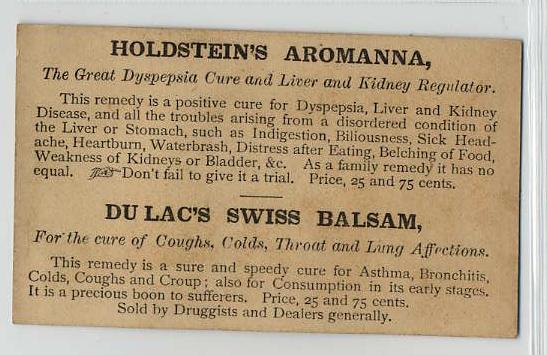 HOLDSTEIN'S AROMANNA,
The Great Dyspepsia Cure and Liver and Kidney Regulator.
This remedy is a positive cure for Dyspepsia, Liver and Kidney
Disease, and all the troubles arising from a disordered condition of
the Liver or Stomach, such as Indigestion, Biliousness, Sick Head-
ache, Heartburn, Waterbrash, Distress after Eating, Belching of Food,
Weakness of Kidneys or Bladder, &c. As a family remedy it has no
equal. Don't fail to give it a trial. Price, 25 and 75 cents.
DU LAC'S SWISS BALSAM,
For the cure of Coughs, Colds, Throat and Lung Affections.
This remedy is a sure and speedy cure for Asthma, Bronchitis,
Colds, Coughs and Croup; also for Consumption in its early stages.
It is a precious boon to sufferers. Price, 25 and 75 cents.
Sold by Druggists and Dealers generally.